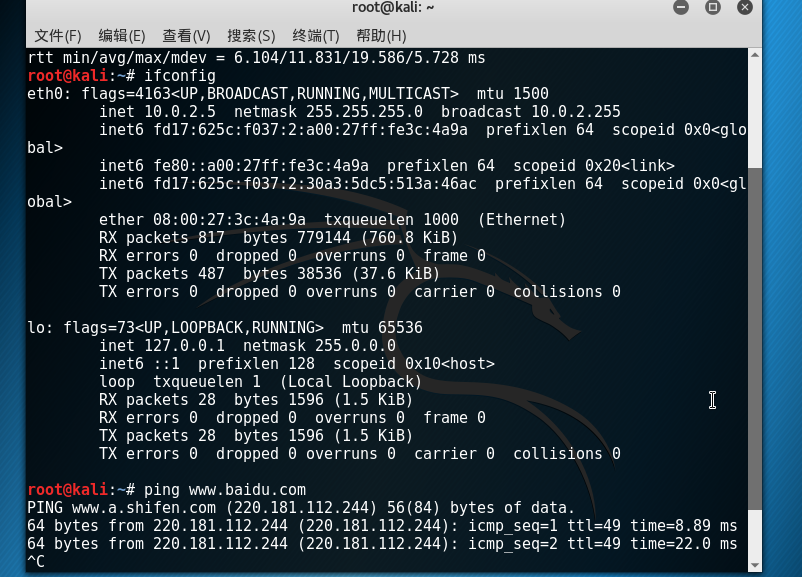 root@kali: ~
文件(F) 编辑(E) 查看(V) 搜索(S) 终端(T) 帮助(H)
rtt min/avg/max/mdev = 6.104/11.831/19.586/5.728 ms
root@kali:~# ifconfig
eth0: flags=4163<UP,BROADCAST,RUNNING,MULTICAST>  mtu 1500
        inet 10.0.2.5  netmask 255.255.255.0  broadcast 10.0.2.255
        inet6 fd17:625c:f037:2:a00:27ff:fe3c:4a9a  prefixlen 64  scopeid 0x0<glo
bal>
        inet6 fe80::a00:27ff:fe3c:4a9a  prefixlen 64  scopeid 0x20<link>
        inet6 fd17:625c:f037:2:30a3:5dc5:513a:46ac  prefixlen 64  scopeid 0x0<gl
obal>
        ether 08:00:27:3c:4a:9a  txqueuelen 1000  (Ethernet)
        RX packets 817  bytes 779144 (760.8 KiB)
        RX errors 0  dropped 0  overruns 0  frame 0
        TX packets 487  bytes 38536 (37.6 KiB)
        TX errors 0  dropped 0 overruns 0  carrier 0  collisions 0
lo: flags=73<UP,LOOPBACK,RUNNING>  mtu 65536
        inet 127.0.0.1  netmask 255.0.0.0
        inet6 ::1  prefixlen 128  scopeid 0x10<host>
        loop  txqueuelen 1  (Local Loopback)
        RX packets 28  bytes 1596 (1.5 KiB)
        RX errors 0  dropped 0  overruns 0  frame 0
        TX packets 28  bytes 1596 (1.5 KiB)
        TX errors 0  dropped 0 overruns 0  carrier 0  collisions 0
root@kali:~# ping www.baidu.com
PING www.a.shifen.com (220.181.112.244) 56(84) bytes of data.
64 bytes from 220.181.112.244 (220.181.112.244): icmp_seq=1 ttl=49 time=8.89 ms
64 bytes from 220.181.112.244 (220.181.112.244): icmp_seq=2 ttl=49 time=22.0 ms
^C